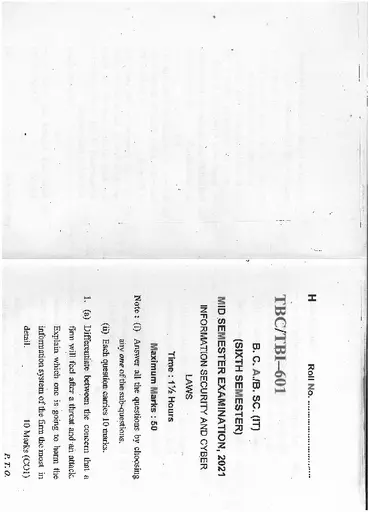 H Roll No. ..............................
TBC/TBI–601
B. C. A./B. SC. (IT)
(SIXTH SEMESTER)
MID SEMESTER EXAMINATION, 2021
INFORMATION SECURITY AND CYBER
LAWS
Time : 1½ Hours
Maximum Marks : 50
Note : (i) Answer all the questions by choosing
any one of the sub-questions.
(ii) Each question carries 10 marks.
1. (a) Differentiate between the concern that a
firm will feel after a threat and an attack.
Explain which one is going to harm the
information system of the firm the most in
detail. 10 Marks (CO1)
P. T. O.